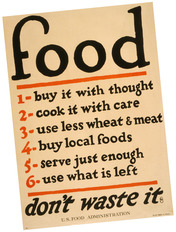 food
1- buy it with thought
2- cook it with care
3- use less wheat & meat
4- buy local foods
5- serve just enough
6- use what is left
don't waste it
U.S. FOOD ADMINISTRATION